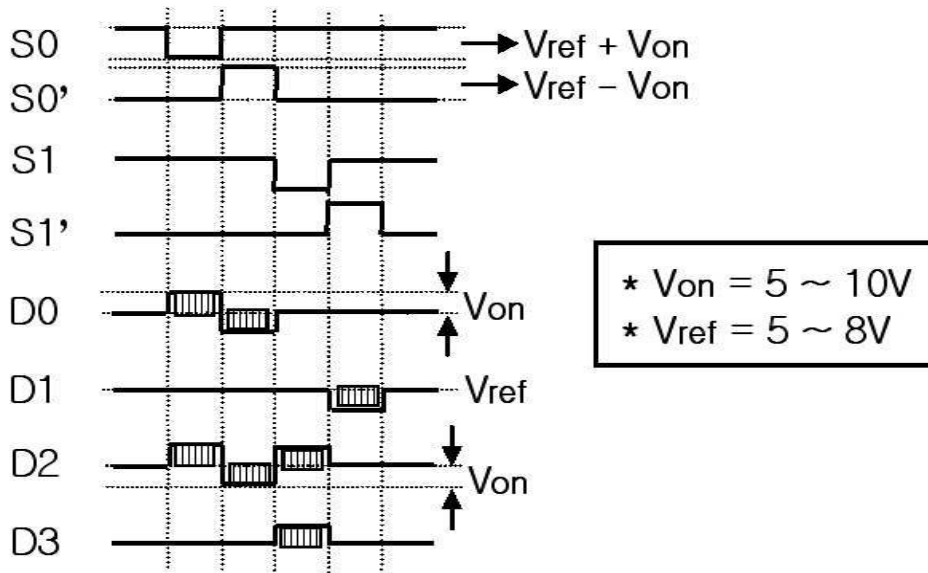 S0
Vref + Von
S0'
Vref – Von
S1
S1'
D0
Von
D1
Vref
D2
Von
D3
* Von = 5 ~ 10V
* Vref = 5 ~ 8V